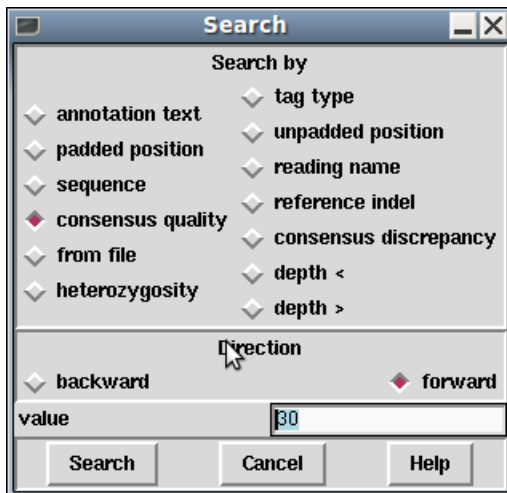 Search
Search by
annotation text
padded position
sequence
consensus quality
from file
heterozygosity
tag type
unpadded position
reading name
reference indel
consensus discrepancy
depth <
depth >
Direction
backward
forward
value
30
Search
Cancel
Help